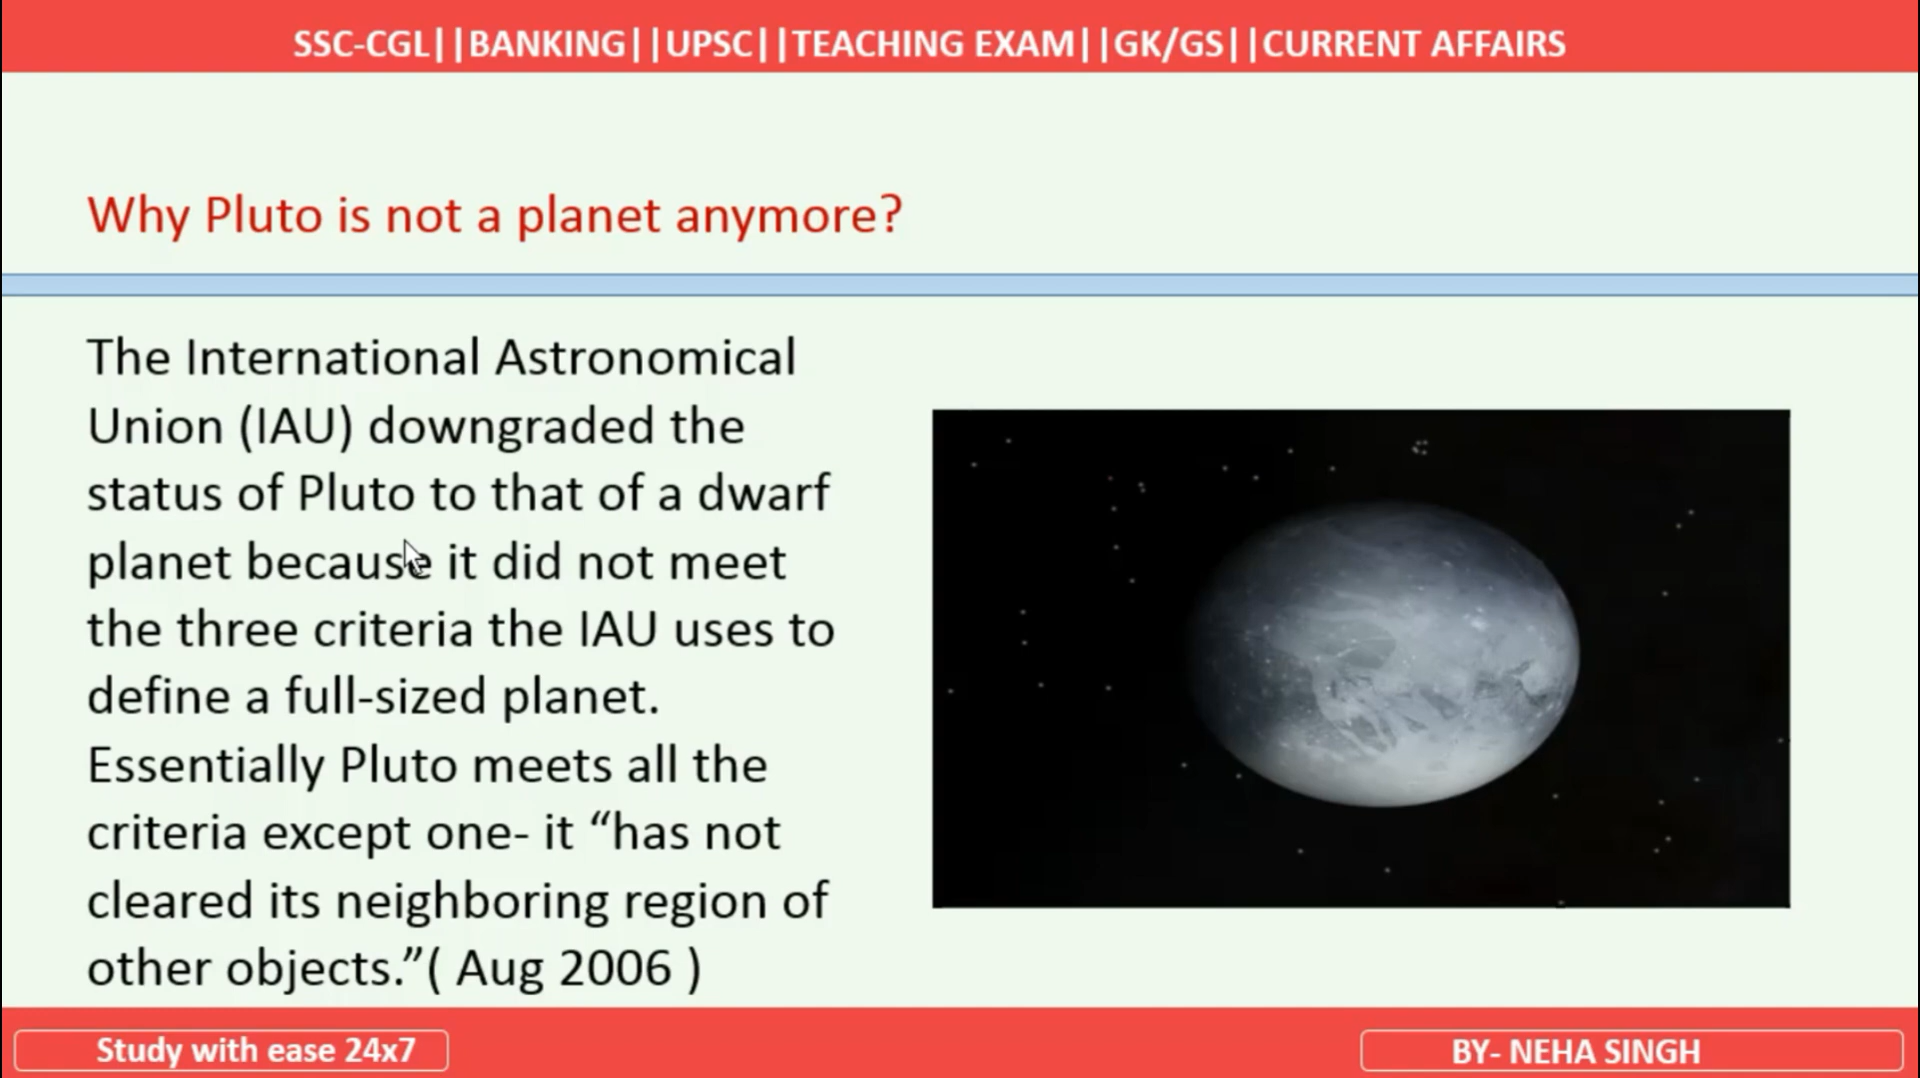 SSC-CGL||BANKING||UPSC||TEACHING EXAM||GK/GS||CURRENT AFFAIRS
Why Pluto is not a planet anymore?
The International Astronomical
Union (IAU) downgraded the
status of Pluto to that of a dwarf
planet because it did not meet
the three criteria the IAU uses to
define a full-sized planet.
Essentially Pluto meets all the
criteria except one- it “has not
cleared its neighboring region of
other objects.”( Aug 2006 )
Study with ease 24x7
BY- NEHA SINGH